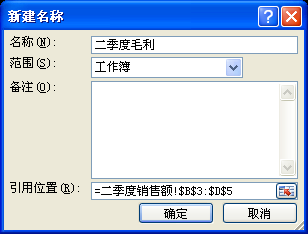 新建名称
名称(N): 二季度毛利
范围(S): 工作簿
备注(O):
引用位置(R): =二季度销售额!$B$3:$D$5
确定 取消